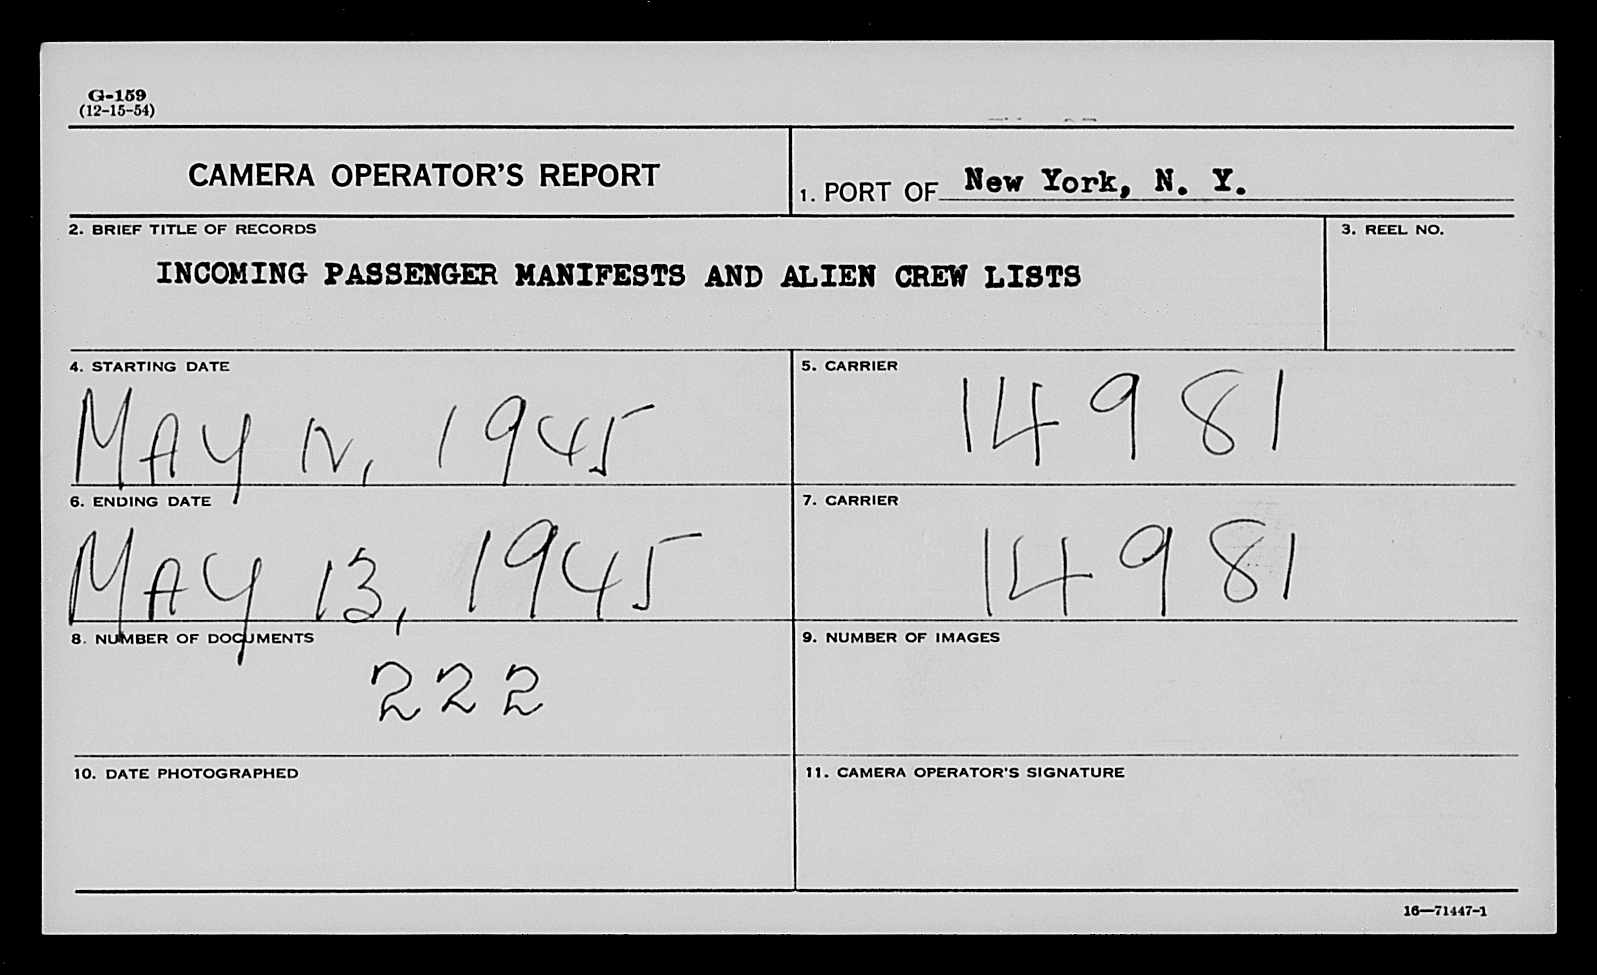 G-159
(12-15-54)
CAMERA OPERATOR'S REPORT
1. PORT OF New York, N. Y.
2. BRIEF TITLE OF RECORDS
INCOMING PASSENGER MANIFESTS AND ALIEN CREW LISTS
3. REEL NO.
4. STARTING DATE
MAY 12, 1945
5. CARRIER
14981
6. ENDING DATE
MAY 13, 1945
7. CARRIER
14981
8. NUMBER OF DOCUMENTS
222
9. NUMBER OF IMAGES
10. DATE PHOTOGRAPHED
11. CAMERA OPERATOR'S SIGNATURE
16—71447-1